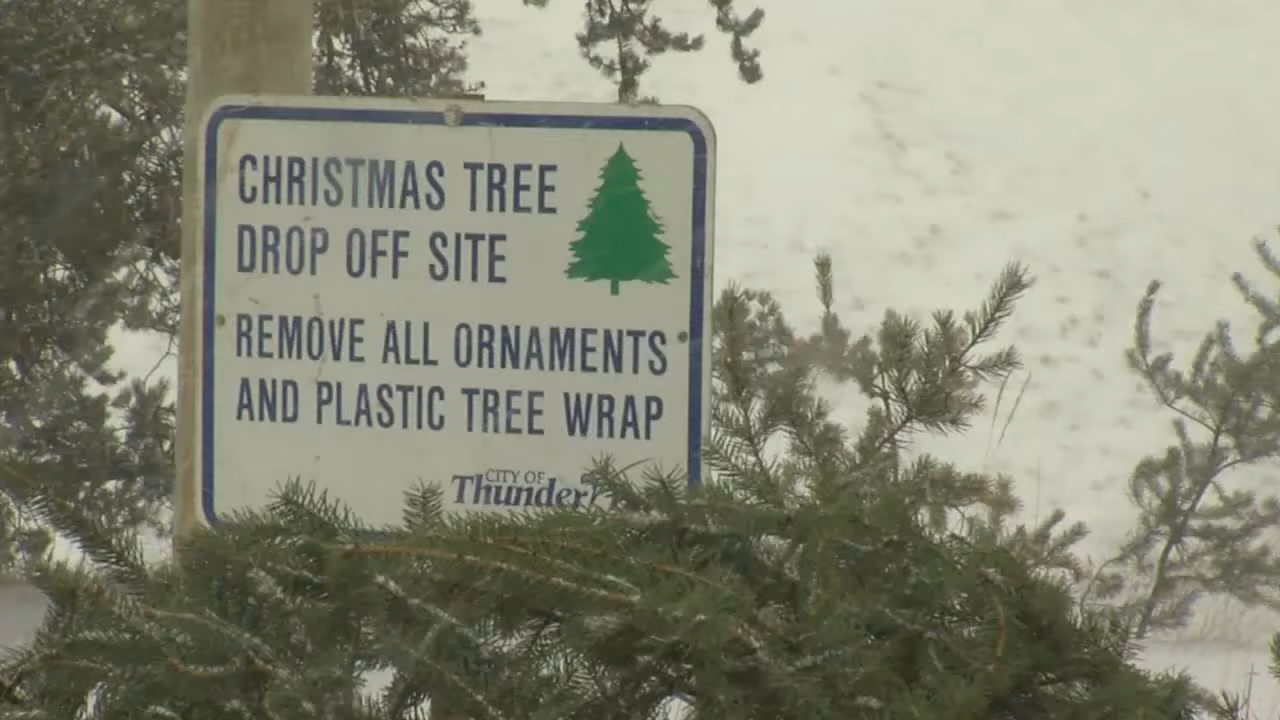 CHRISTMAS TREE
DROP OFF SITE
REMOVE ALL ORNAMENTS
AND PLASTIC TREE WRAP
CITY OF
Thunder